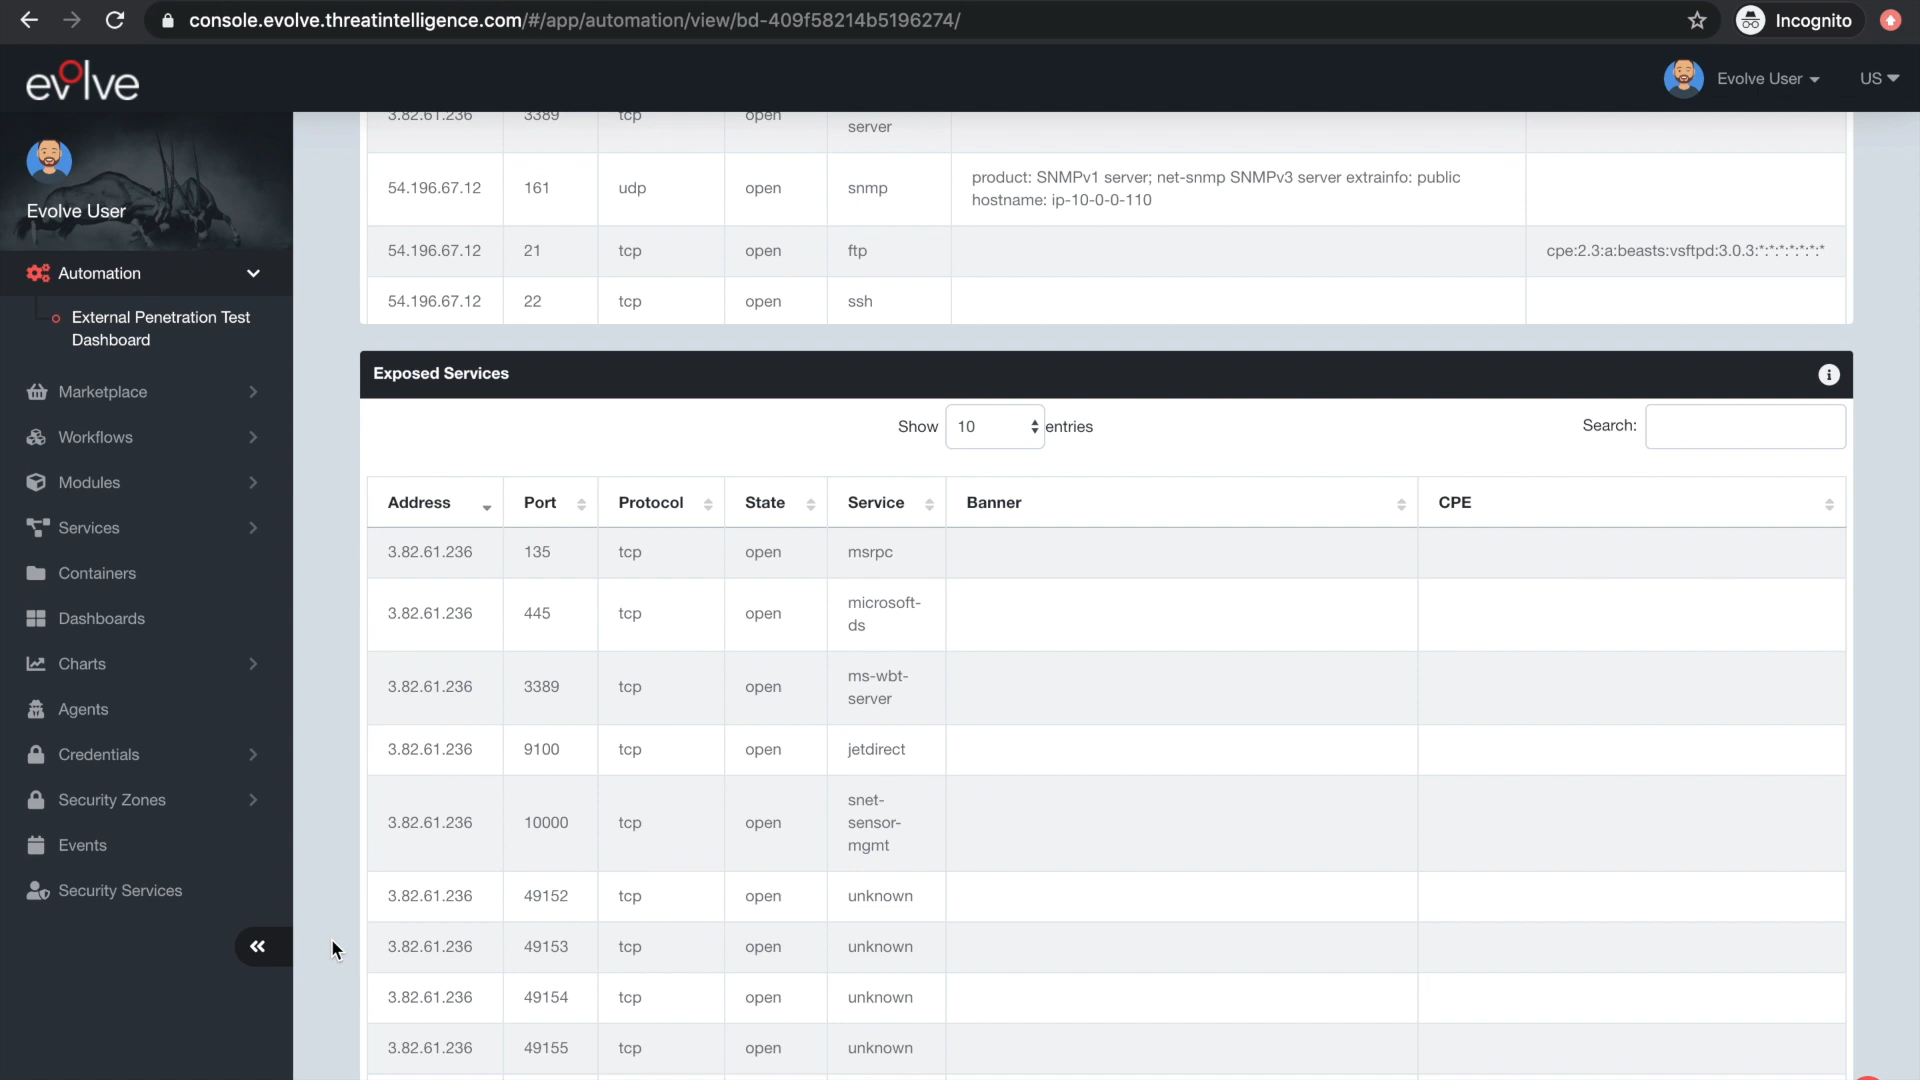 console.evolve.threatintelligence.com/#/app/automation/view/bd-409f58214b5196274/
Incognito
evolve
Evolve User
US
Evolve User
Automation
External Penetration Test
Dashboard
Marketplace
Workflows
Modules
Services
Containers
Dashboards
Charts
Agents
Credentials
Security Zones
Events
Security Services
3.82.61.236 3389 tcp open server
54.196.67.12 161 udp open snmp product: SNMPv1 server; net-snmp SNMPv3 server extrainfo: public
hostname: ip-10-0-0-110
54.196.67.12 21 tcp open ftp cpe:2.3:a:beasts:vsftpd:3.0.3:*:*:*:*:*:*:*
54.196.67.12 22 tcp open ssh
Exposed Services
Show 10 entries Search:
Address Port Protocol State Service Banner CPE
3.82.61.236 135 tcp open msrpc
3.82.61.236 445 tcp open microsoft-
ds
3.82.61.236 3389 tcp open ms-wbt-
server
3.82.61.236 9100 tcp open jetdirect
3.82.61.236 10000 tcp open snet-
sensor-
mgmt
3.82.61.236 49152 tcp open unknown
3.82.61.236 49153 tcp open unknown
3.82.61.236 49154 tcp open unknown
3.82.61.236 49155 tcp open unknown